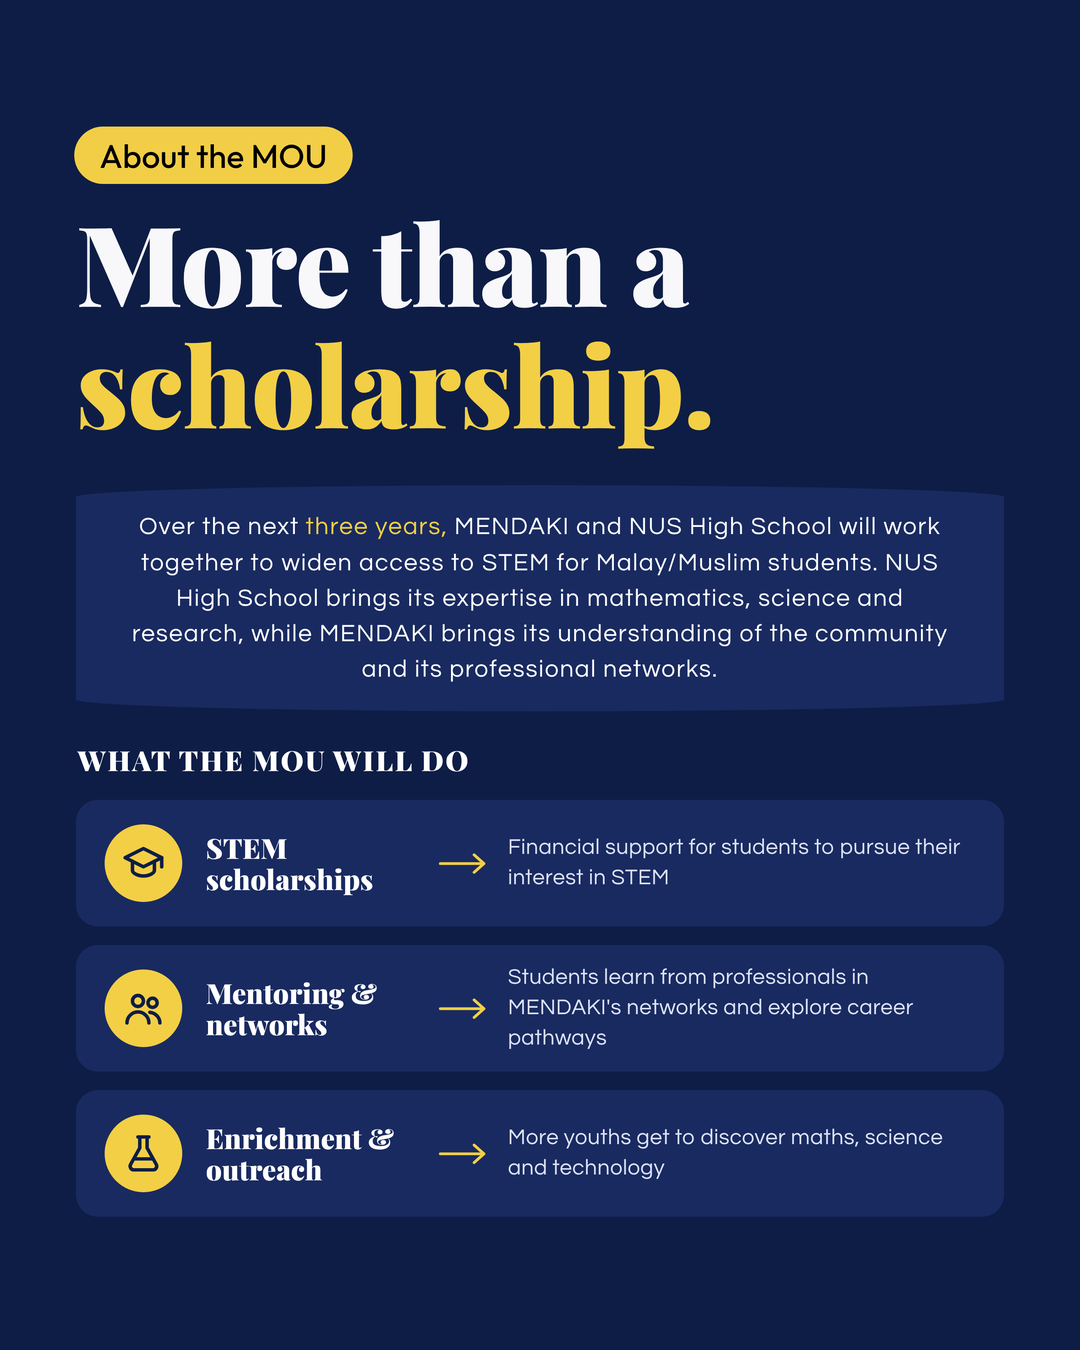 About the MOU
More than a
scholarship.
Over the next three years, MENDAKI and NUS High School will work
together to widen access to STEM for Malay/Muslim students. NUS
High School brings its expertise in mathematics, science and
research, while MENDAKI brings its understanding of the community
and its professional networks.
WHAT THE MOU WILL DO
STEM
scholarships
Financial support for students to pursue their
interest in STEM
Mentoring &
networks
Students learn from professionals in
MENDAKI's networks and explore career
pathways
Enrichment &
outreach
More youths get to discover maths, science
and technology